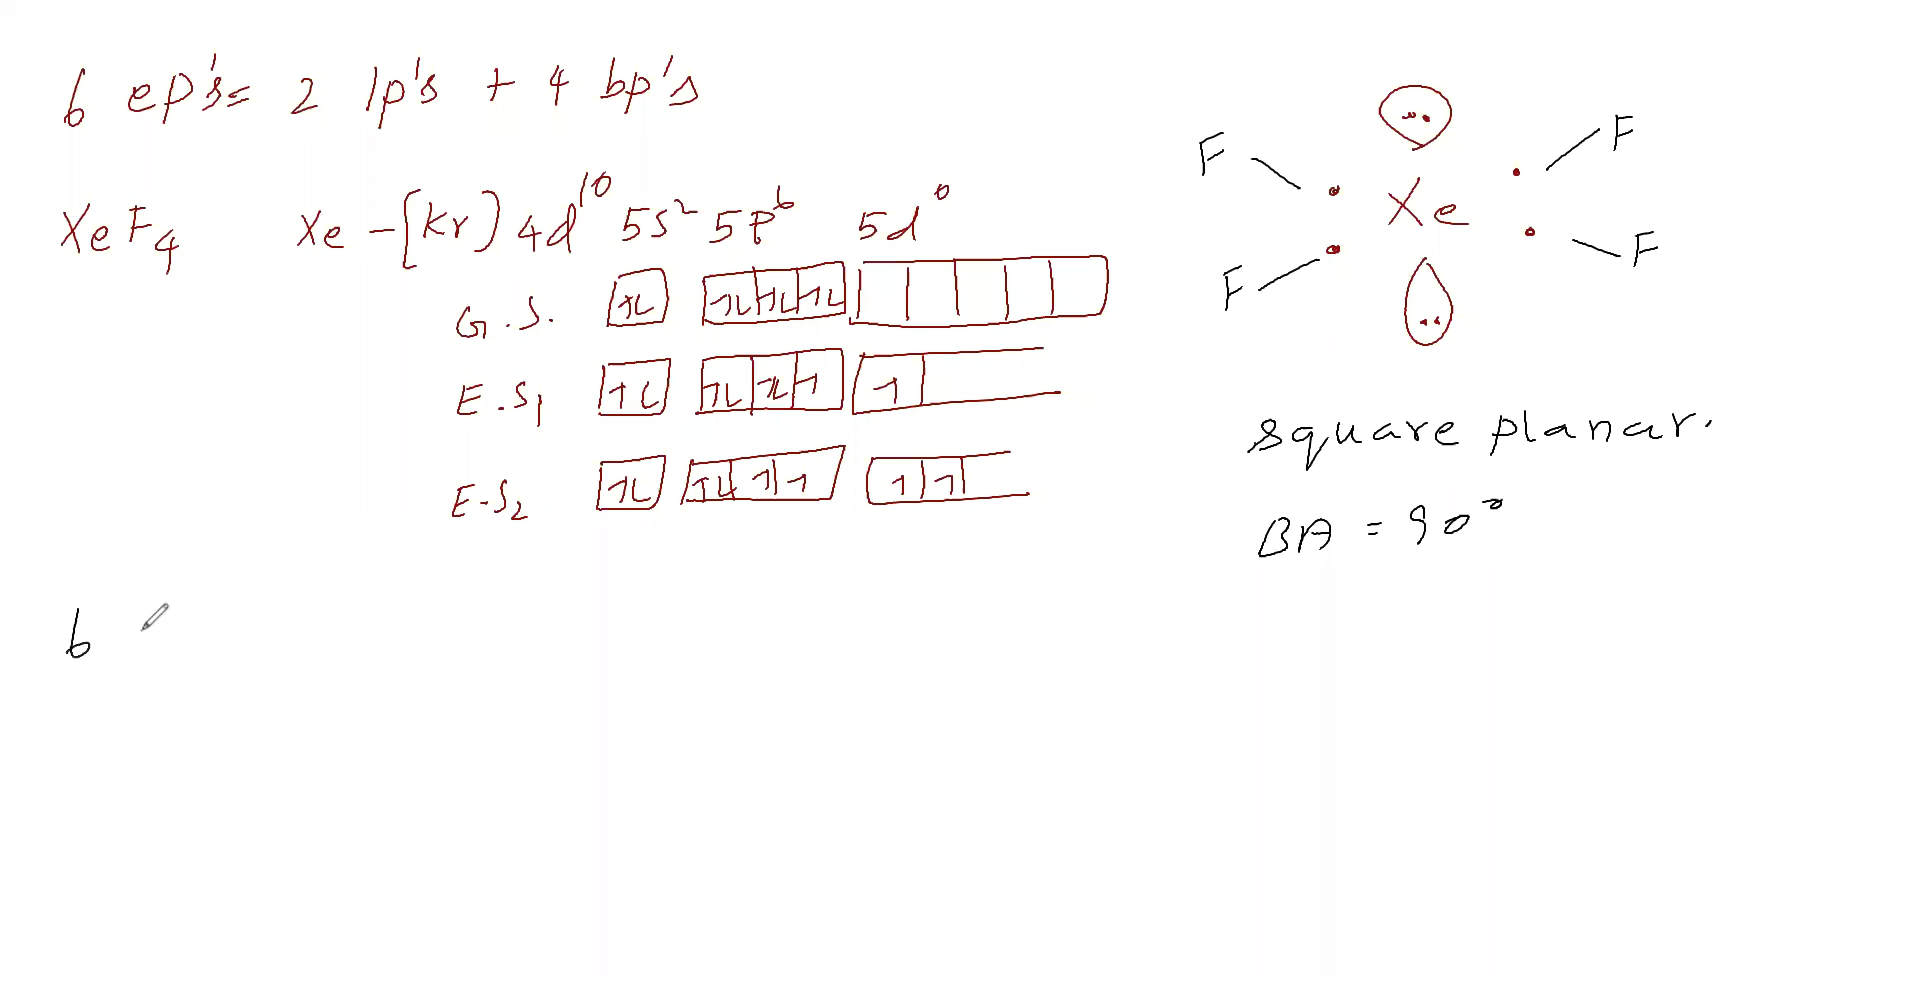 6 ep's = 2 lp's + 4 bp's
XeF4 Xe - [Kr] 4d10 5s2 5p6 5d0
G.S.
E.S1
E-S2
F Xe F
F F
square planar.
BA = 90°
6